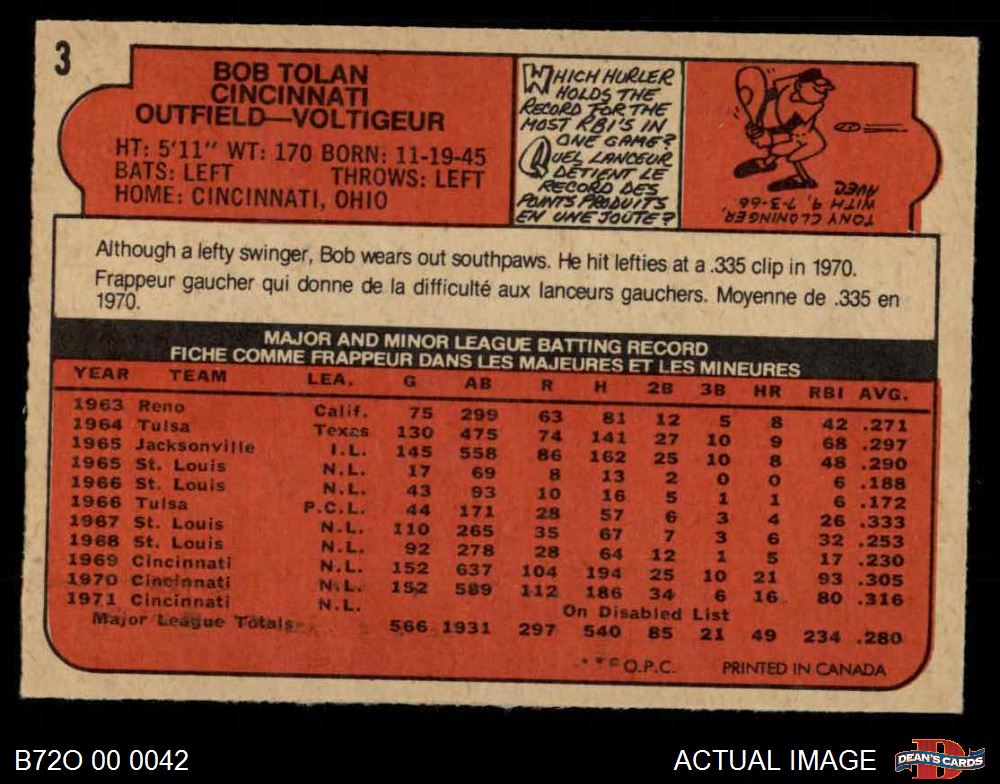 3
BOB TOLAN
CINCINNATI
OUTFIELD—VOLTIGEUR
HT: 5'11" WT: 170 BORN: 11-19-45
BATS: LEFT THROWS: LEFT
HOME: CINCINNATI, OHIO
WHICH HURLER
HOLDS THE
RECORD FOR THE
MOST RBI'S IN
ONE GAME?
QUEL LANCEUR
DÉTIENT LE
RECORD DES
POINTS PRODUITS
EN UNE JOUTE?
TONY CLONINGER,
WITH 9, 7-3-66.
AVEC
Although a lefty swinger, Bob wears out southpaws. He hit lefties at a .335 clip in 1970.
Frappeur gaucher qui donne de la difficulté aux lanceurs gauchers. Moyenne de .335 en
1970.
MAJOR AND MINOR LEAGUE BATTING RECORD
FICHE COMME FRAPPEUR DANS LES MAJEURES ET LES MINEURES
YEAR TEAM LEA. G AB R H 2B 3B HR RBI AVG.
1963 Reno Calif. 75 299 63 81 12 5 8 42 .271
1964 Tulsa Texas 130 475 74 141 27 10 9 68 .297
1965 Jacksonville I.L. 145 558 86 162 25 10 8 48 .290
1965 St. Louis N.L. 17 69 8 13 2 0 0 6 .188
1966 St. Louis N.L. 43 93 10 16 5 1 1 6 .172
1966 Tulsa P.C.L. 44 171 28 57 6 3 4 26 .333
1967 St. Louis N.L. 110 265 35 67 7 3 6 32 .253
1968 St. Louis N.L. 92 278 28 64 12 1 5 17 .230
1969 Cincinnati N.L. 152 637 104 194 25 10 21 93 .305
1970 Cincinnati N.L. 152 589 112 186 34 6 16 80 .316
1971 Cincinnati N.L. On Disabled List
Major League Totals 566 1931 297 540 85 21 49 234 .280
**© O.P.C. PRINTED IN CANADA
B72O 00 0042
ACTUAL IMAGE
D
DEAN'S CARDS